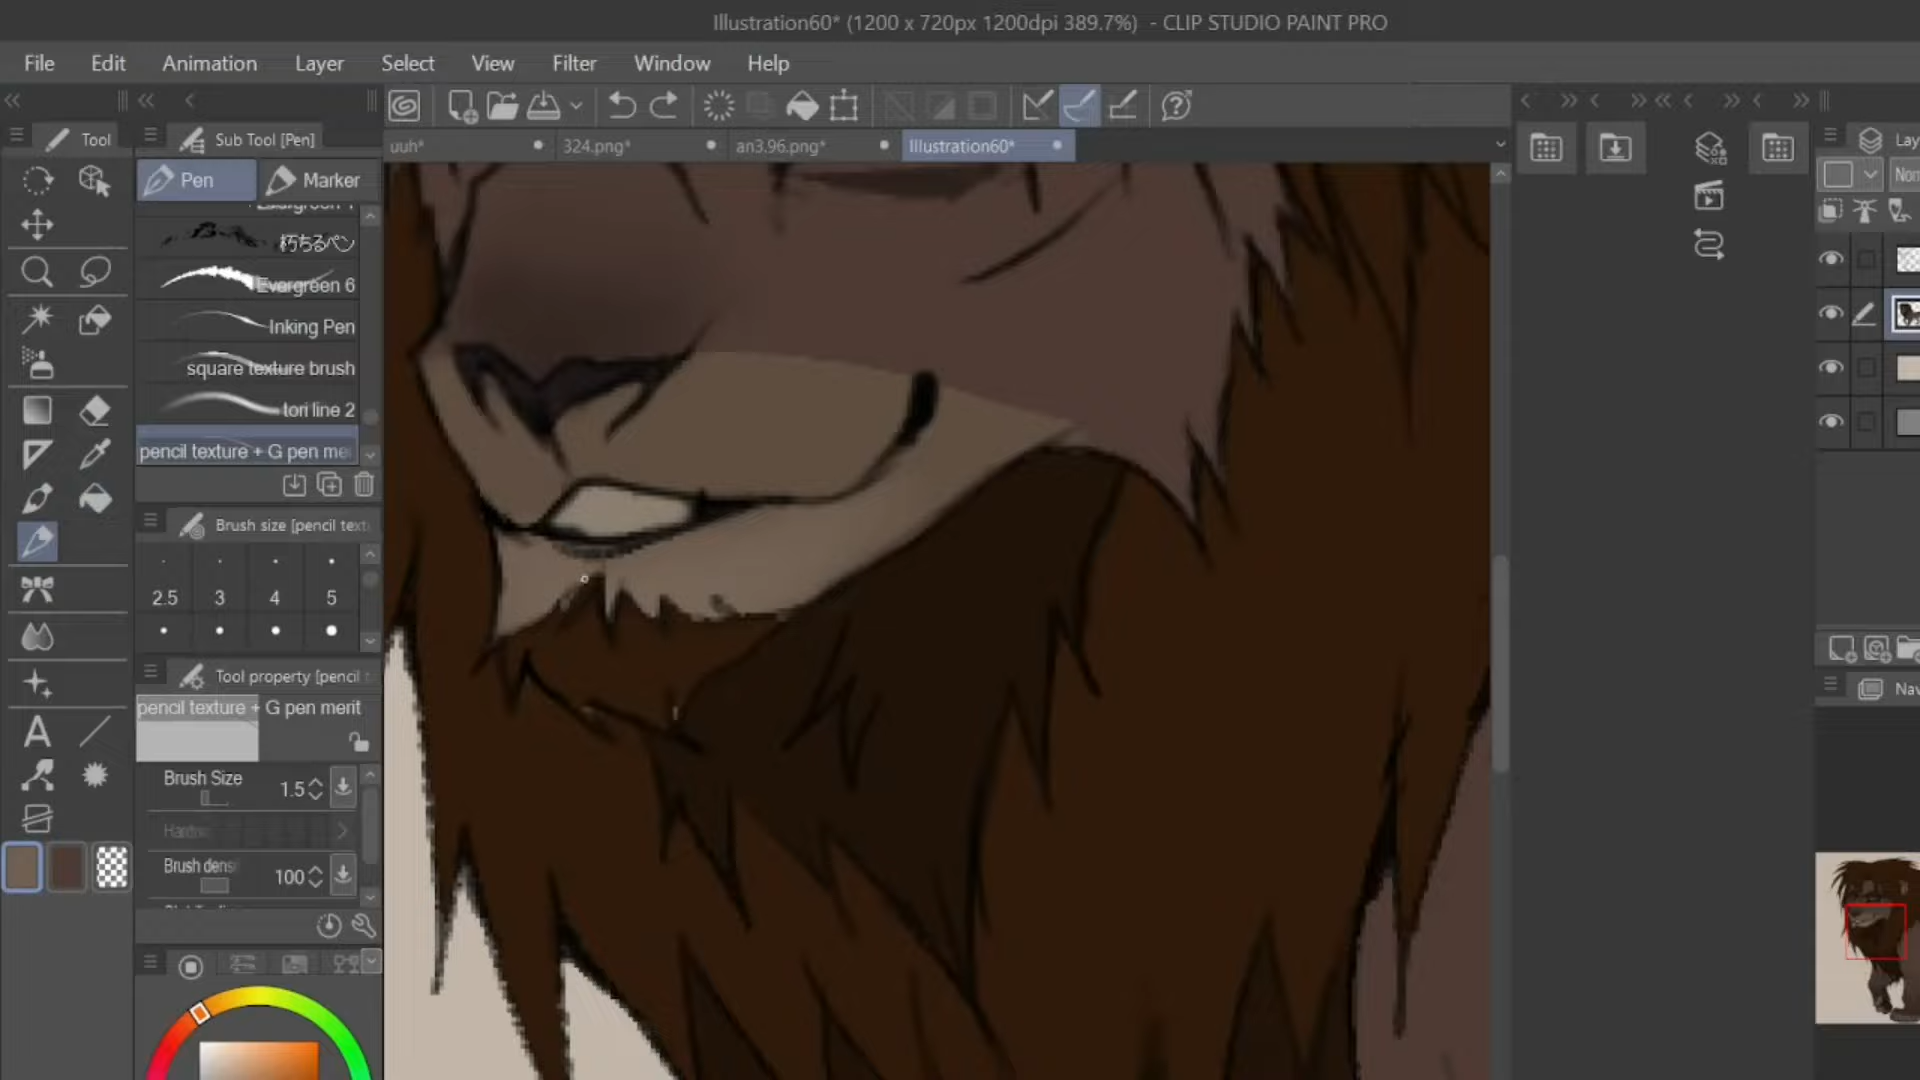 Illustration60* (1200 x 720px 1200dpi 389.7%) - CLIP STUDIO PAINT PRO
File Edit Animation Layer Select View Filter Window Help
Tool
Sub Tool [Pen]
uuh* 324.png* an3.96.png* Illustration60*
Pen Marker
朽ちるペン
Evergreen 6
Inking Pen
square texture brush
tori line 2
pencil texture + G pen me
Brush size [pencil text
2.5 3 4 5
Tool property [pencil t
pencil texture + G pen merit
Brush Size 1.5
Brush dens 100
Lay
Nor
Nav